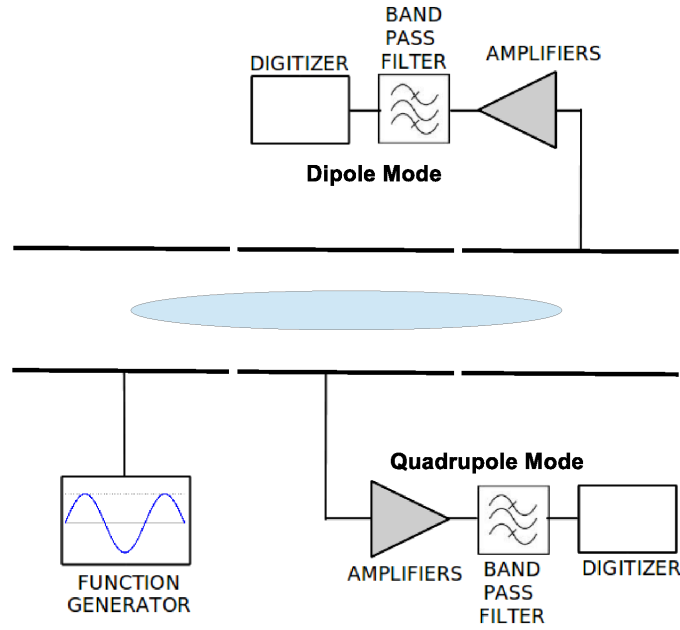 BAND
PASS
FILTER
AMPLIFIERS
DIGITIZER
Dipole Mode
Quadrupole Mode
FUNCTION
GENERATOR
AMPLIFIERS
BAND
PASS
FILTER
DIGITIZER